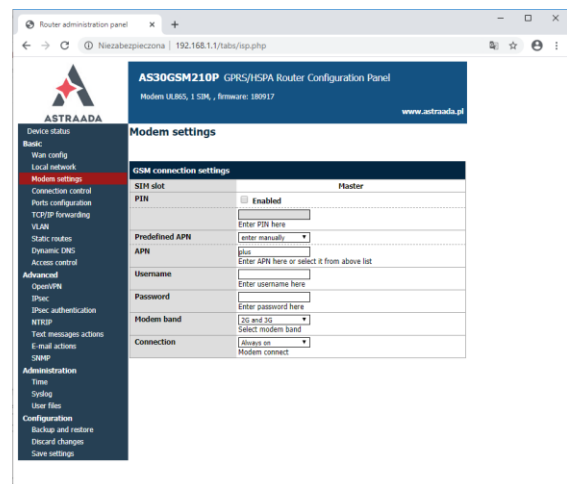 Router administration panel
Niezabezpieczona | 192.168.1.1/tabs/isp.php
AS30GSM210P GPRS/HSPA Router Configuration Panel
Modem UL865, 1 SIM, , firmware: 180917
www.astraada.pl
ASTRAADA
Device status
Basic
Wan config
Local network
Modem settings
Connection control
Ports configuration
TCP/IP forwarding
VLAN
Static routes
Dynamic DNS
Access control
Advanced
OpenVPN
IPsec
IPsec authentication
NTRIP
Text messages actions
E-mail actions
SNMP
Administration
Time
Syslog
User files
Configuration
Backup and restore
Discard changes
Save settings
Modem settings
GSM connection settings
SIM slot Master
PIN Enabled
Enter PIN here
Predefined APN enter manually
APN plus
Enter APN here or select it from above list
Username
Enter username here
Password
Enter password here
Modem band 2G and 3G
Select modem band
Connection Always on
Modem connect